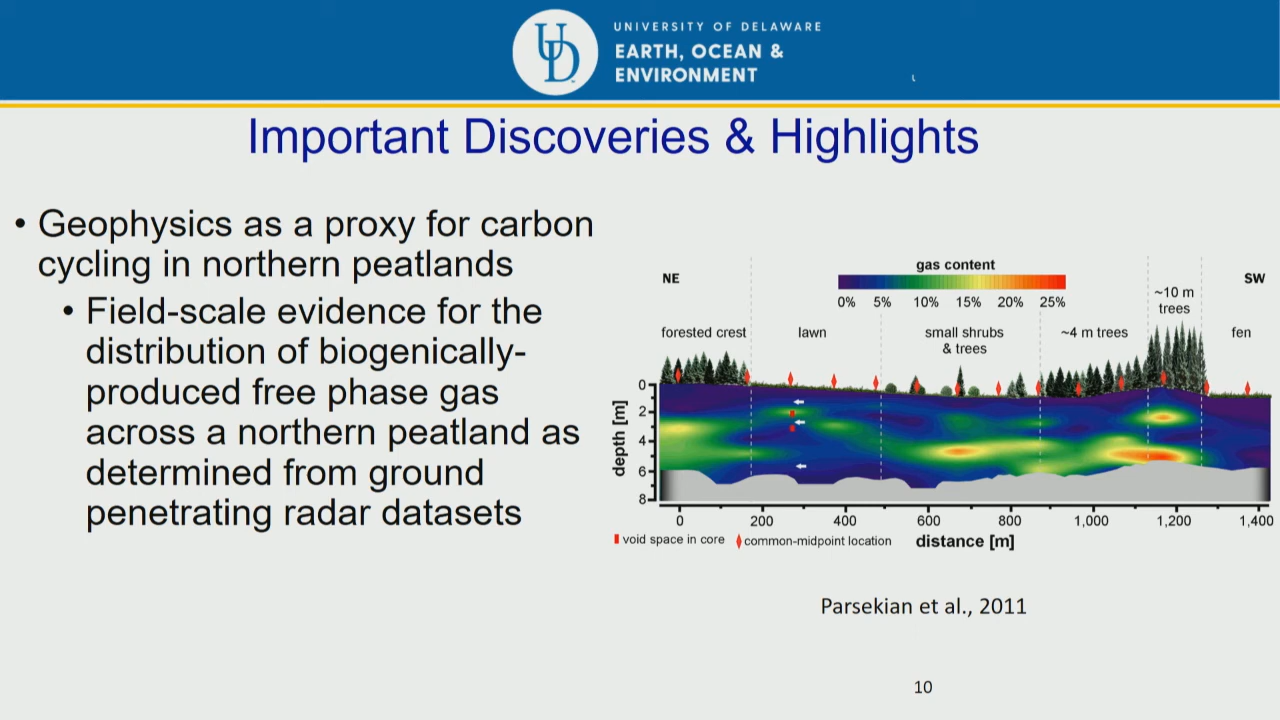 UNIVERSITY OF DELAWARE
EARTH, OCEAN &
ENVIRONMENT
Important Discoveries & Highlights
• Geophysics as a proxy for carbon
cycling in northern peatlands
• Field-scale evidence for the
distribution of biogenically-
produced free phase gas
across a northern peatland as
determined from ground
penetrating radar datasets
gas content
NE
SW
0% 5% 10% 15% 20% 25%
~10 m
trees
forested crest lawn small shrubs
& trees
~4 m trees fen
depth [m]
0
2
4
6
8
0 200 400 600 800 1,000 1,200 1,400
void space in core common-midpoint location distance [m]
Parsekian et al., 2011
10